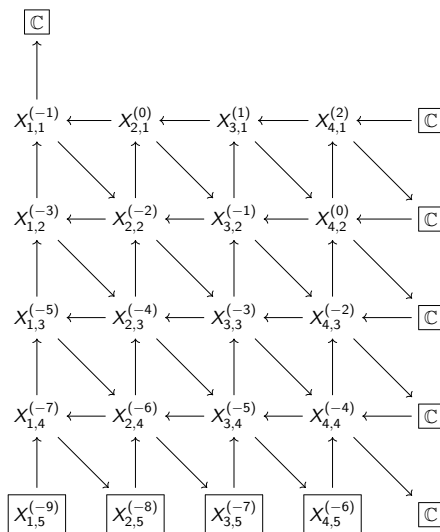 ℂ
X_{1,1}^{(-1)} X_{2,1}^{(0)} X_{3,1}^{(1)} X_{4,1}^{(2)} ℂ
X_{1,2}^{(-3)} X_{2,2}^{(-2)} X_{3,2}^{(-1)} X_{4,2}^{(0)} ℂ
X_{1,3}^{(-5)} X_{2,3}^{(-4)} X_{3,3}^{(-3)} X_{4,3}^{(-2)} ℂ
X_{1,4}^{(-7)} X_{2,4}^{(-6)} X_{3,4}^{(-5)} X_{4,4}^{(-4)} ℂ
X_{1,5}^{(-9)} X_{2,5}^{(-8)} X_{3,5}^{(-7)} X_{4,5}^{(-6)} ℂ